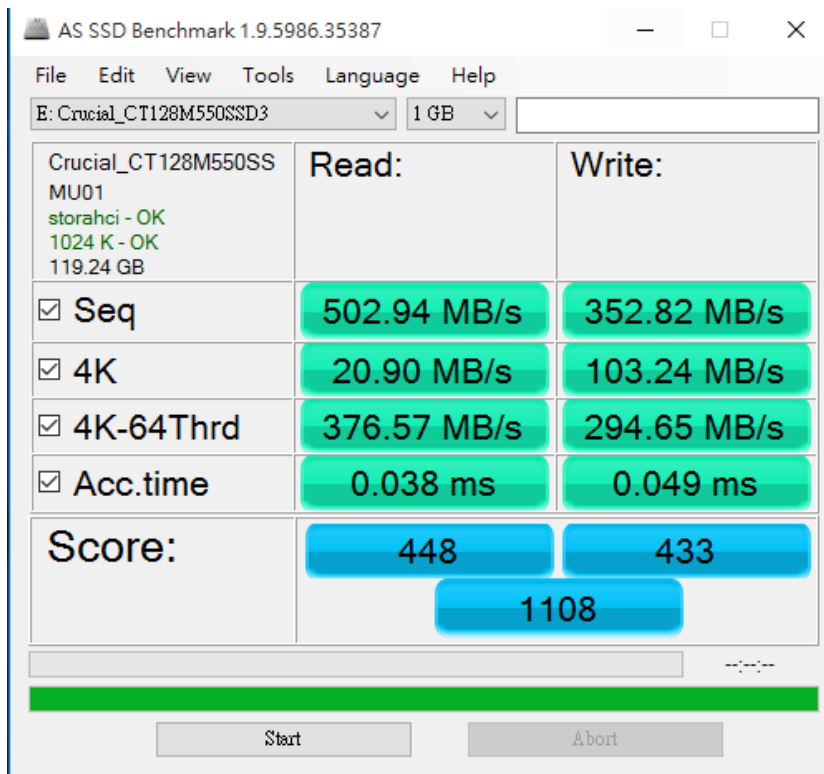 AS SSD Benchmark 1.9.5986.35387
File Edit View Tools Language Help
E: Crucial_CT128M550SSD3 1 GB
Crucial_CT128M550SS
MU01
storahci - OK
1024 K - OK
119.24 GB
Read: Write:
Seq 502.94 MB/s 352.82 MB/s
4K 20.90 MB/s 103.24 MB/s
4K-64Thrd 376.57 MB/s 294.65 MB/s
Acc.time 0.038 ms 0.049 ms
Score: 448 433
1108
--:--:--
Start Abort